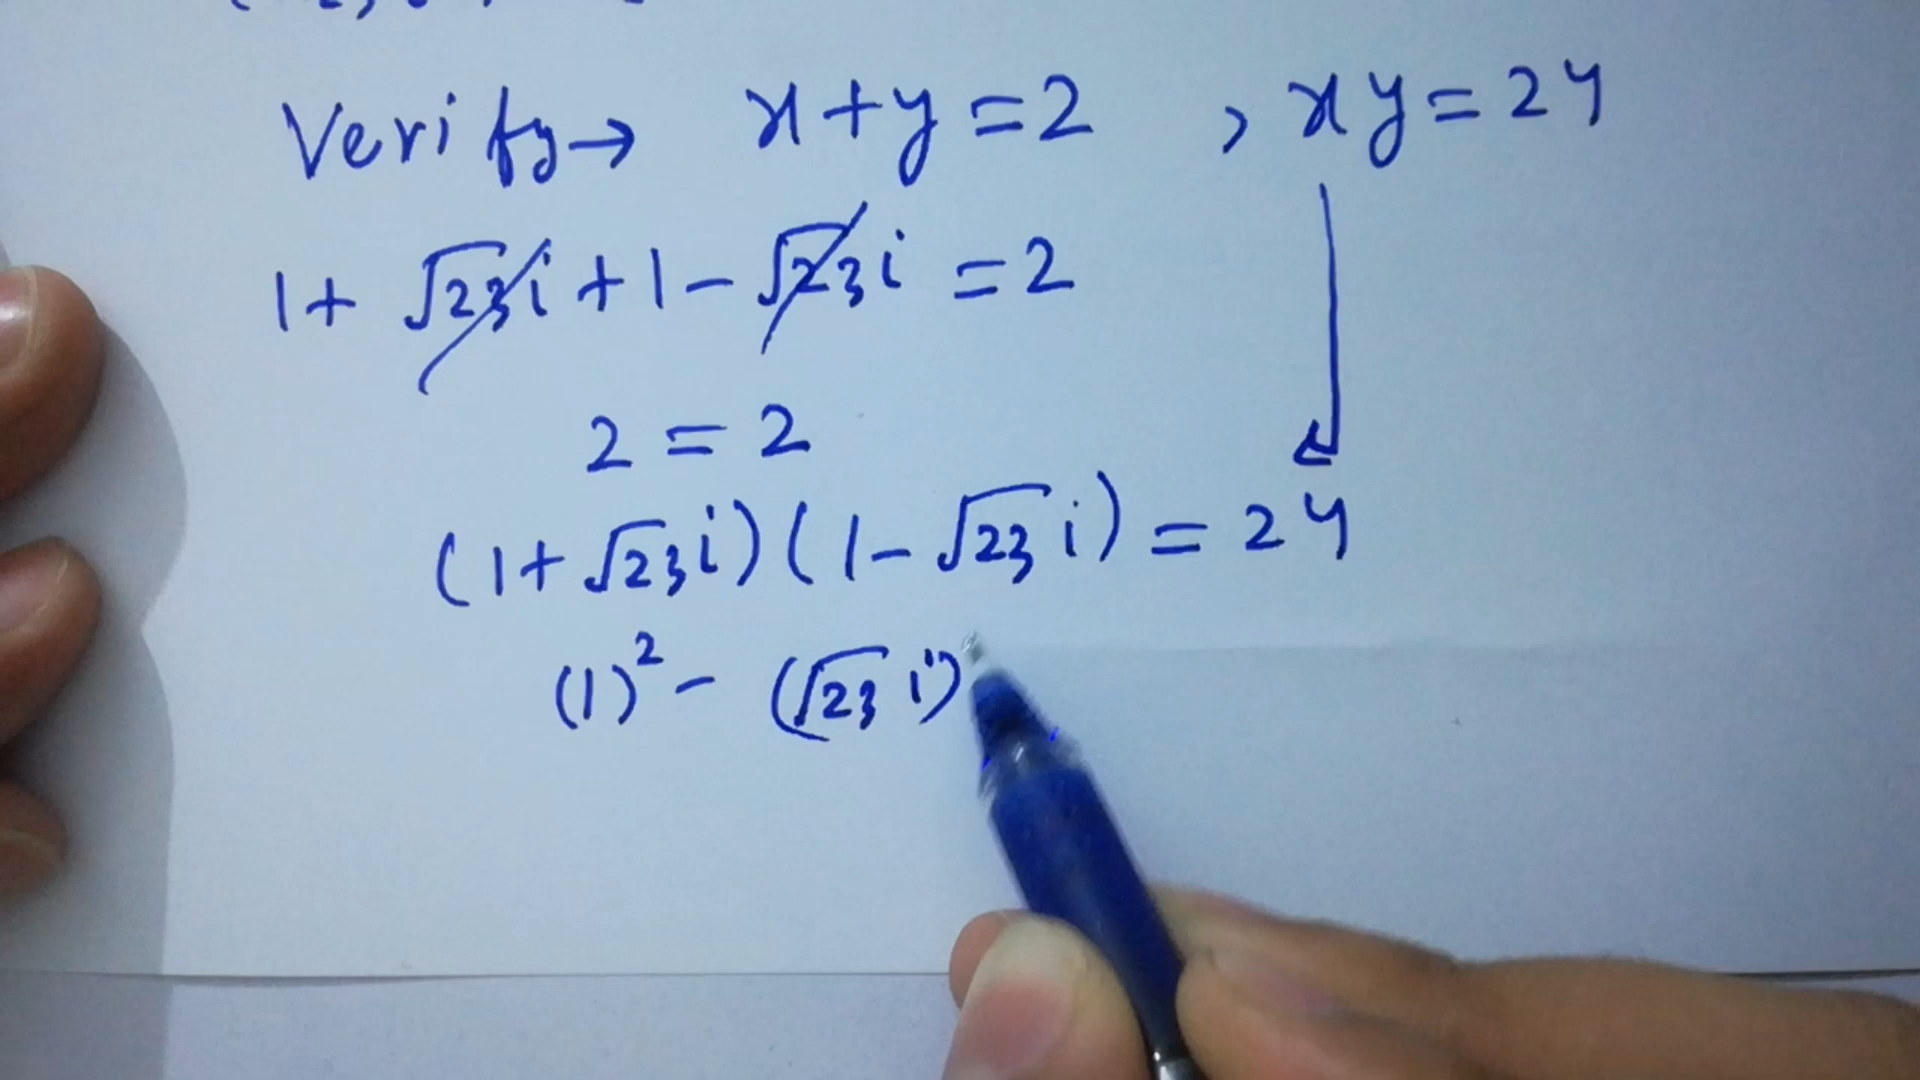 Verify → x+y=2 , xy=24
1+ √23i +1- √23i =2
2 = 2
(1+√23i)(1-√23i) = 24
(1)² - (√23 i)